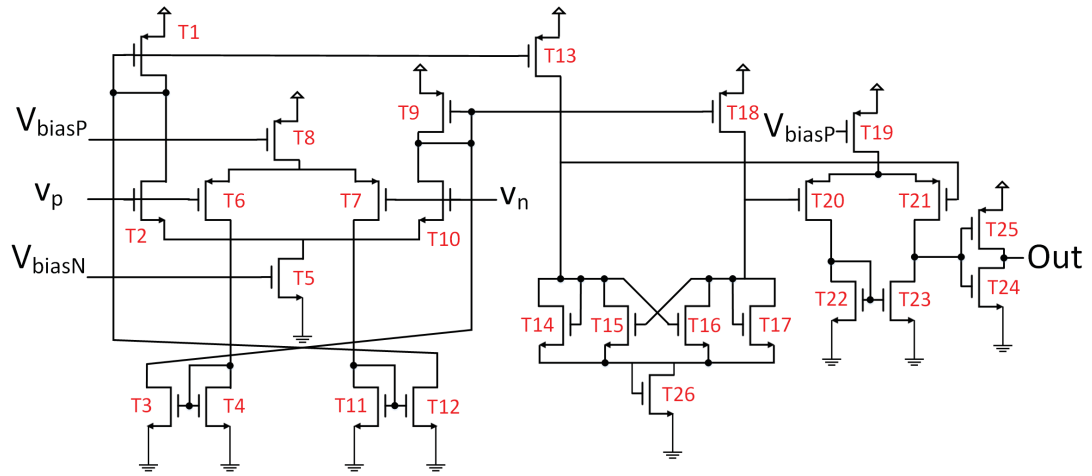 T1
T13
T9
T18
VbiasP
T8
VbiasP
T19
vp
T6
T7
vn
T20
T21
T2
T10
T25
VbiasN
T5
Out
T22
T23
T24
T14
T15
T16
T17
T26
T3
T4
T11
T12